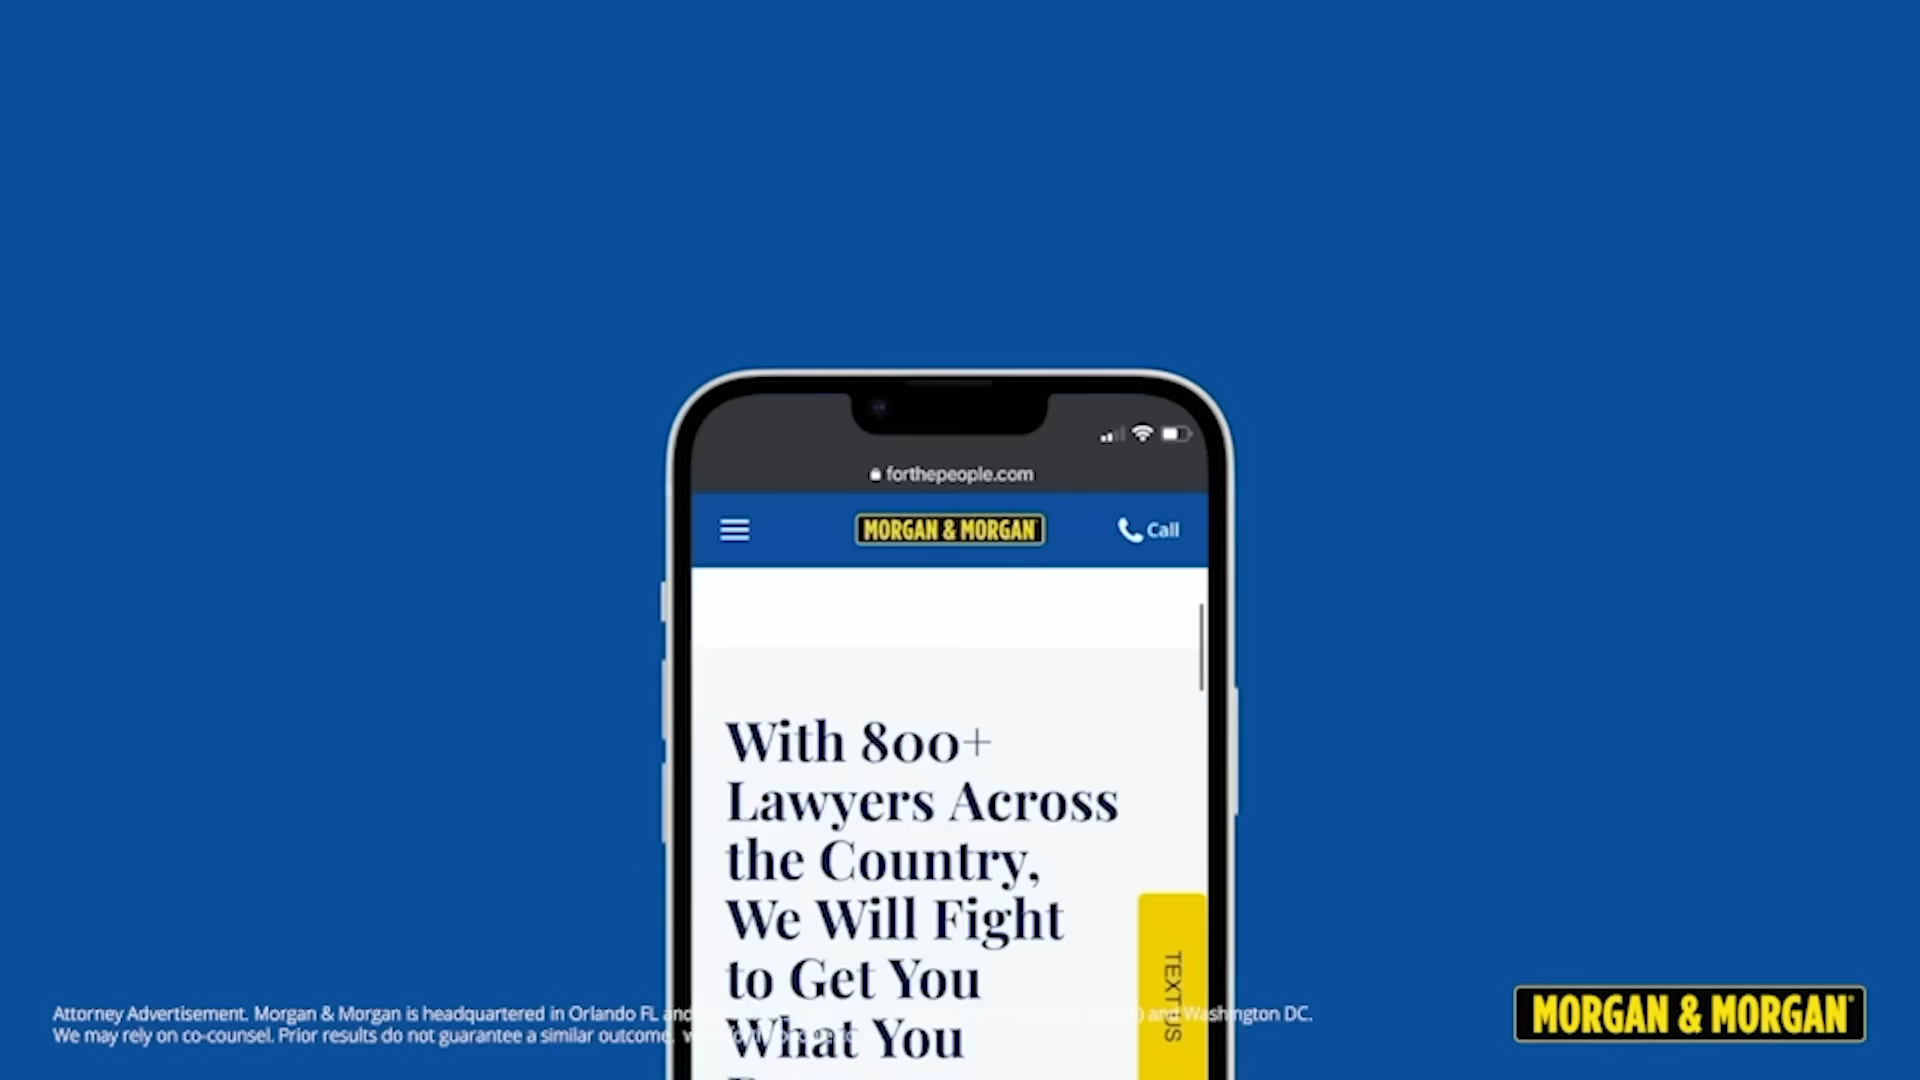 forthepeople.com
MORGAN & MORGAN
Call
With 800+
Lawyers Across
the Country,
We Will Fight
to Get You
What You
TEXT US
Attorney Advertisement. Morgan & Morgan is headquartered in Orlando FL and ) and Washington DC.
We may rely on co-counsel. Prior results do not guarantee a similar outcome.
MORGAN & MORGAN